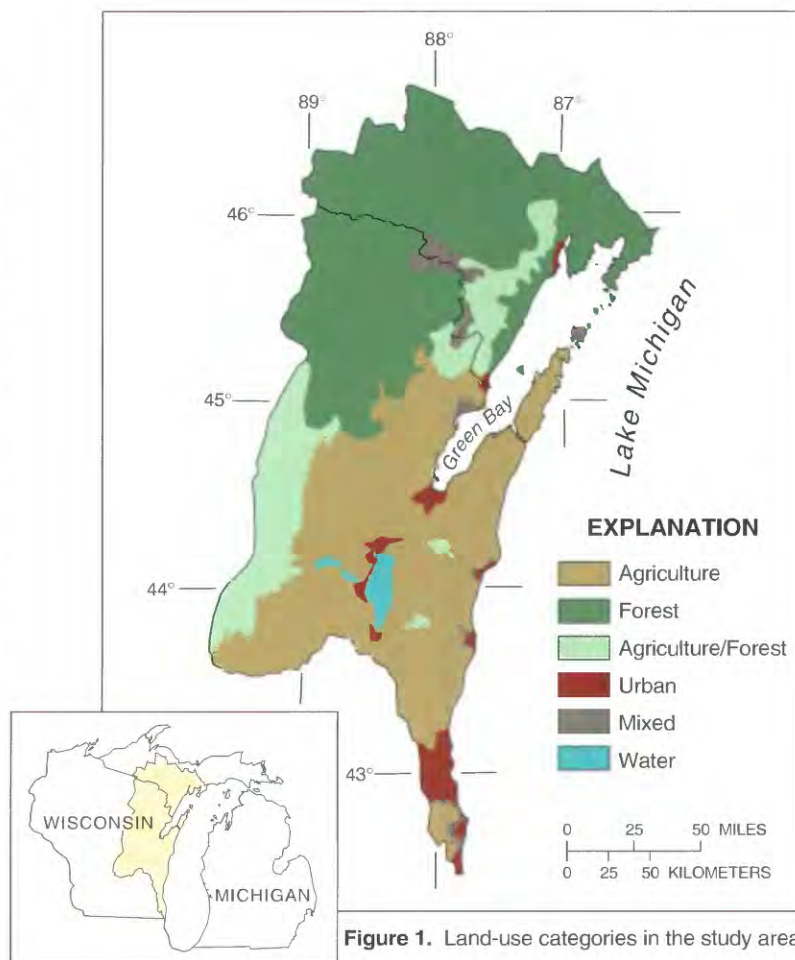 88°
89°
87°
46°
Lake Michigan
45°
Green Bay
EXPLANATION
Agriculture
44°
Forest
Agriculture/Forest
Urban
Mixed
43°
Water
0 25 50 MILES
0 25 50 KILOMETERS
WISCONSIN
MICHIGAN
Figure 1. Land-use categories in the study area